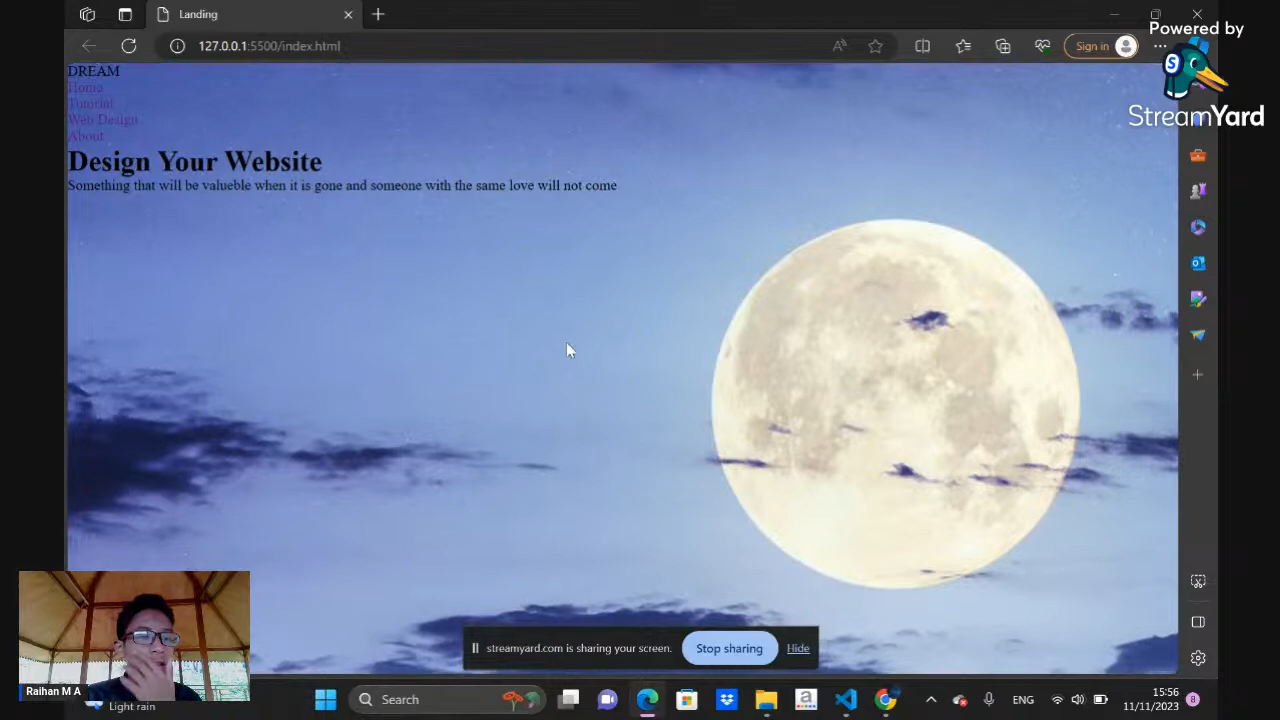 Landing
Powered by
StreamYard
127.0.0.1:5500/index.html
Sign in
DREAM
Home
Tutorial
Web Design
About
Design Your Website
Something that will be valueble when it is gone and someone with the same love will not come
streamyard.com is sharing your screen.
Stop sharing
Hide
Raihan M A
Light rain
Search
ENG
15:56
11/11/2023
8